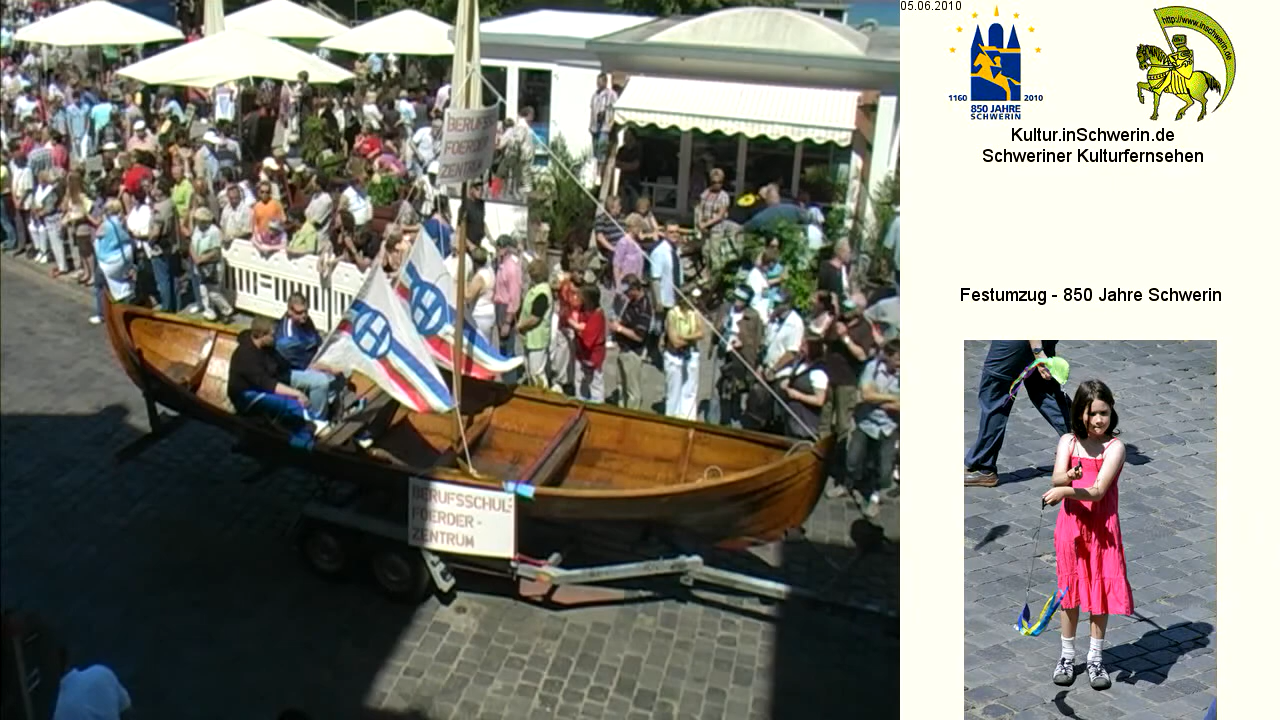 BERUFS
FOERDER
ZENTRUM
BERUFSSCHUL-
FOERDER-
ZENTRUM
05.06.2010
1160
2010
850 JAHRE
SCHWERIN
http://www.inschwerin.de
Kultur.inSchwerin.de
Schweriner Kulturfernsehen
Festumzug - 850 Jahre Schwerin